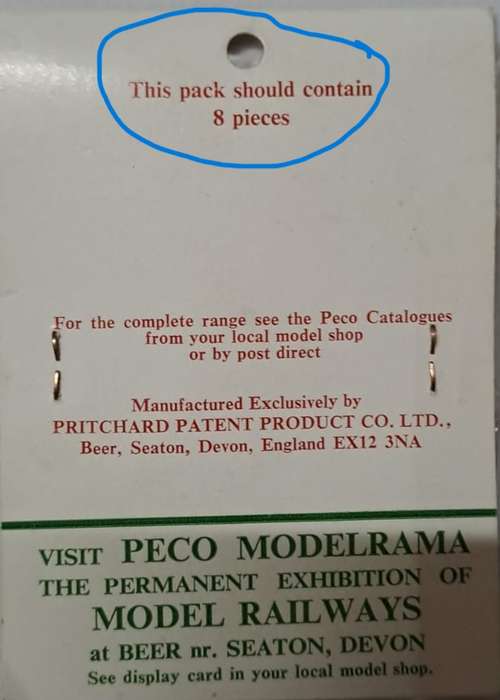 This pack should contain
8 pieces
For the complete range see the Peco Catalogues
from your local model shop
or by post direct
Manufactured Exclusively by
PRITCHARD PATENT PRODUCT CO. LTD.,
Beer, Seaton, Devon, England EX12 3NA
VISIT PECO MODELRAMA
THE PERMANENT EXHIBITION OF
MODEL RAILWAYS
at BEER nr. SEATON, DEVON
See display card in your local model shop.